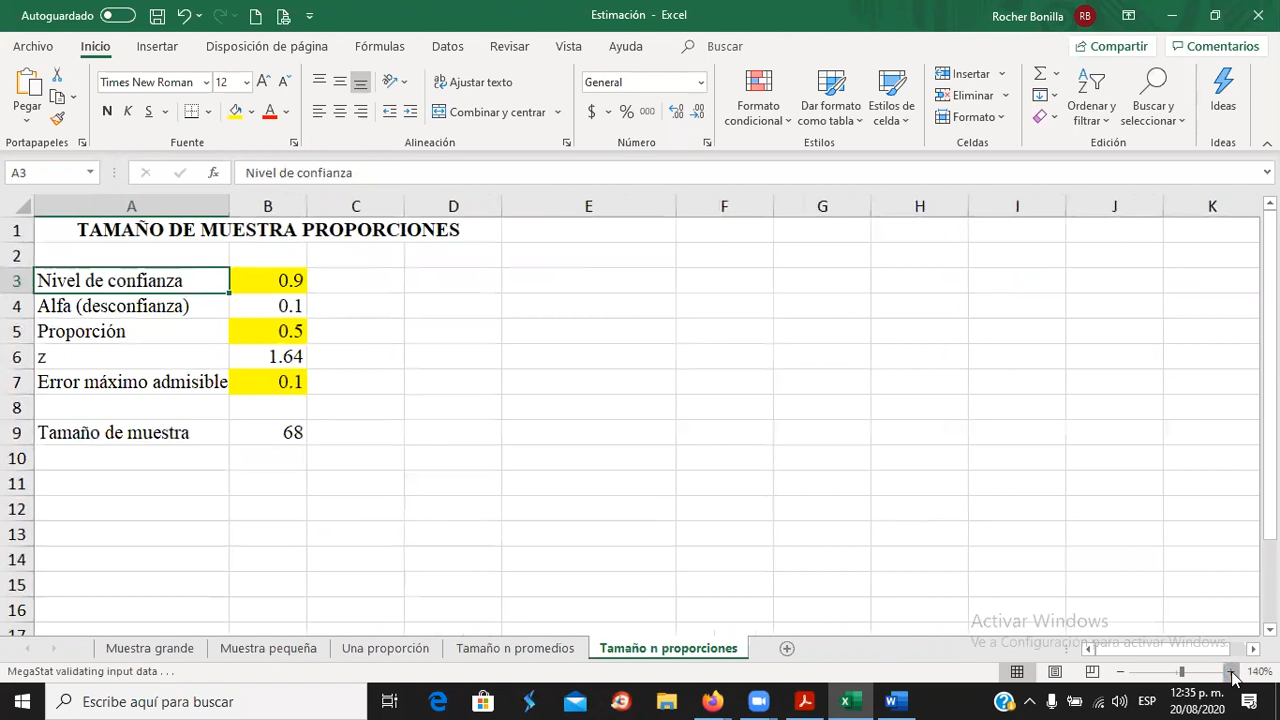 Autoguardado
Estimación - Excel
Rocher Bonilla
RB
Archivo Inicio Insertar Disposición de página Fórmulas Datos Revisar Vista Ayuda Buscar
Compartir Comentarios
Pegar
Times New Roman 12
N K S
Ajustar texto
Combinar y centrar
General
$ % 000
Formato condicional
Dar formato como tabla
Estilos de celda
Insertar
Eliminar
Formato
Ordenar y filtrar
Buscar y seleccionar
Ideas
Portapapeles Fuente Alineación Número Estilos Celdas Edición Ideas
A3 fx Nivel de confianza
A B C D E F G H I J K
1 TAMAÑO DE MUESTRA PROPORCIONES
2
3 Nivel de confianza 0.9
4 Alfa (desconfianza) 0.1
5 Proporción 0.5
6 z 1.64
7 Error máximo admisible 0.1
8
9 Tamaño de muestra 68
10
11
12
13
14
15
16
17
Activar Windows
Ve a Configuración para activar Windows.
Muestra grande Muestra pequeña Una proporción Tamaño n promedios Tamaño n proporciones
MegaStat validating input data . . .
140%
Escribe aquí para buscar
ESP
12:35 p. m.
20/08/2020